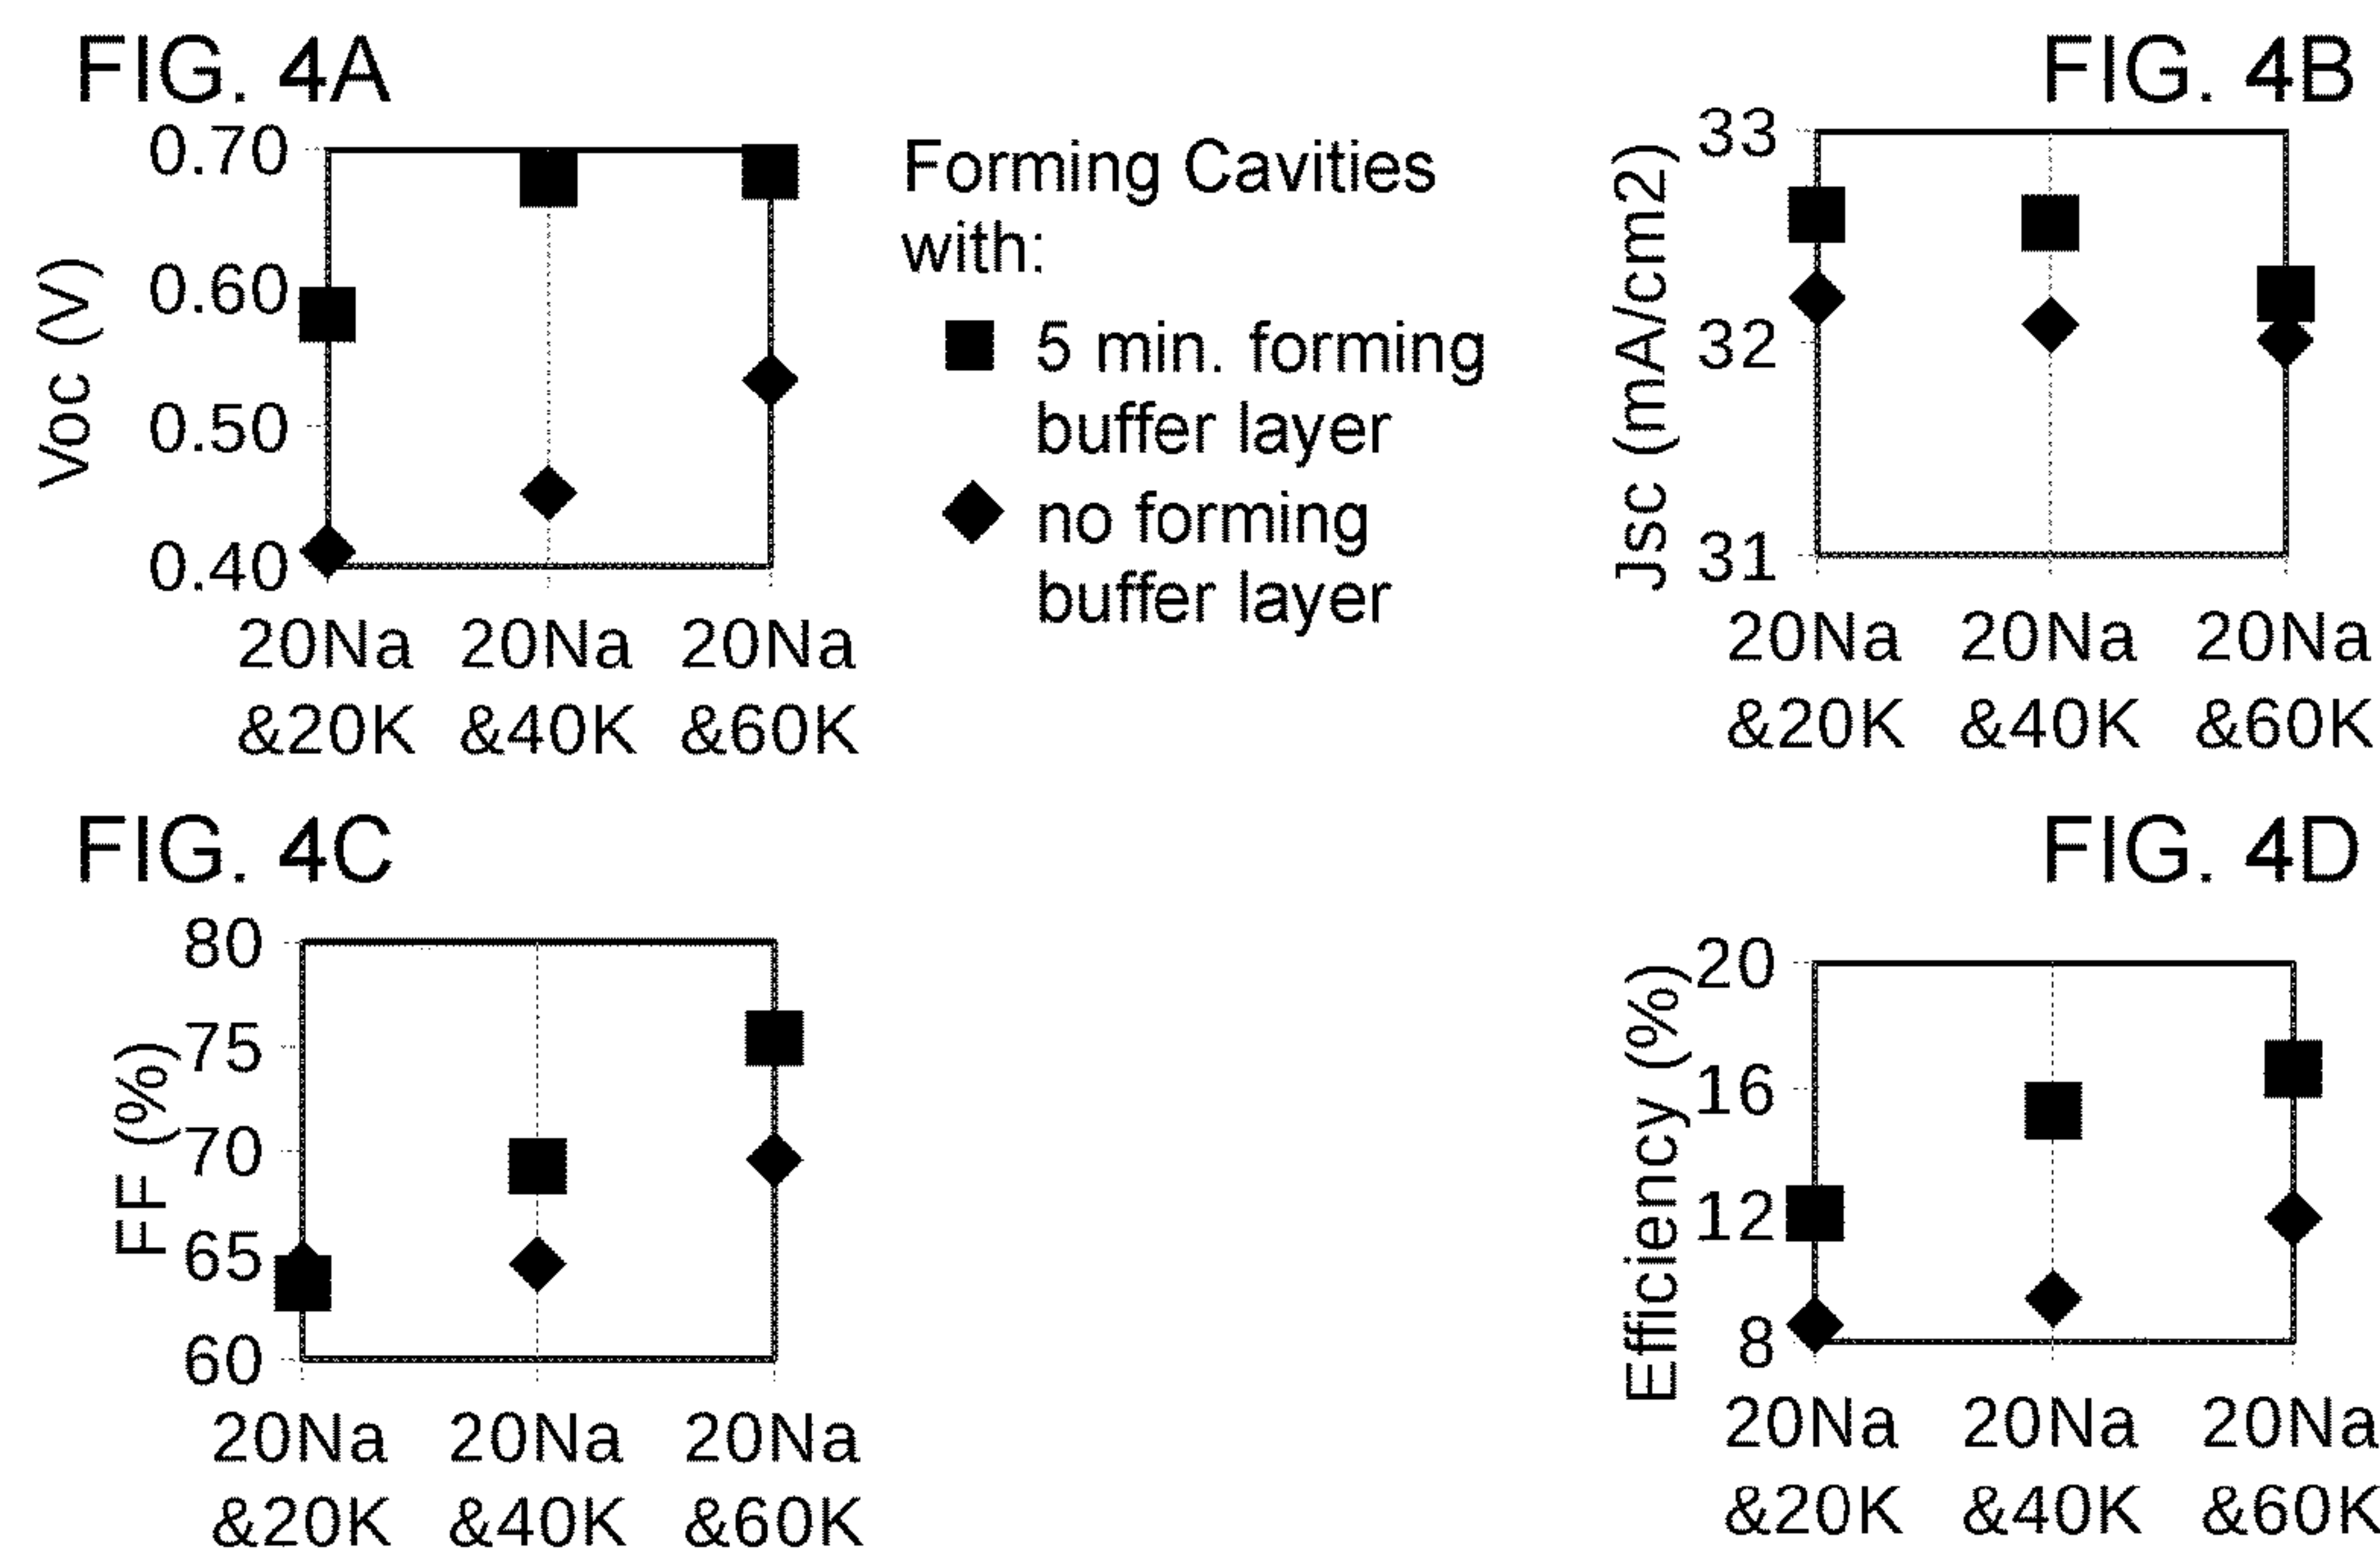 FIG. 4A
0.70
0.60
0.50
0.40
Voc (V)
20Na 20Na 20Na
&20K &40K &60K
Forming Cavities
with:
5 min. forming
buffer layer
no forming
buffer layer
FIG. 4B
33
32
31
Jsc (mA/cm2)
20Na 20Na 20Na
&20K &40K &60K
FIG. 4C
80
75
70
65
60
FF (%)
20Na 20Na 20Na
&20K &40K &60K
FIG. 4D
20
16
12
8
Efficiency (%)
20Na 20Na 20Na
&20K &40K &60K